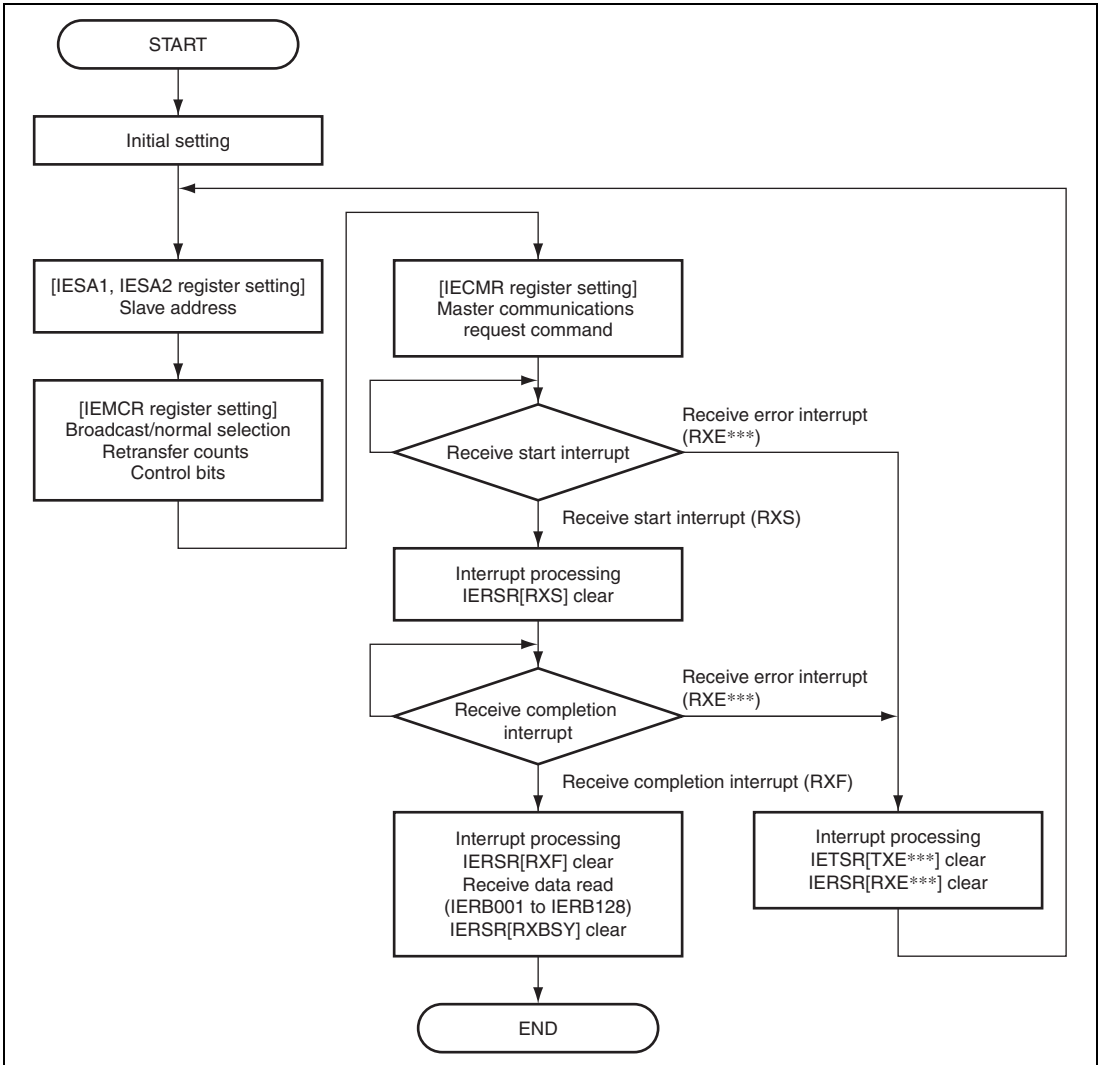 START
Initial setting
[IESA1, IESA2 register setting]
Slave address
[IEMCR register setting]
Broadcast/normal selection
Retransfer counts
Control bits
[IECMR register setting]
Master communications
request command
Receive start interrupt
Receive error interrupt
(RXE***)
Receive start interrupt (RXS)
Interrupt processing
IERSR[RXS] clear
Receive completion
interrupt
Receive error interrupt
(RXE***)
Receive completion interrupt (RXF)
Interrupt processing
IERSR[RXF] clear
Receive data read
(IERB001 to IERB128)
IERSR[RXBSY] clear
Interrupt processing
IETSR[TXE***] clear
IERSR[RXE***] clear
END